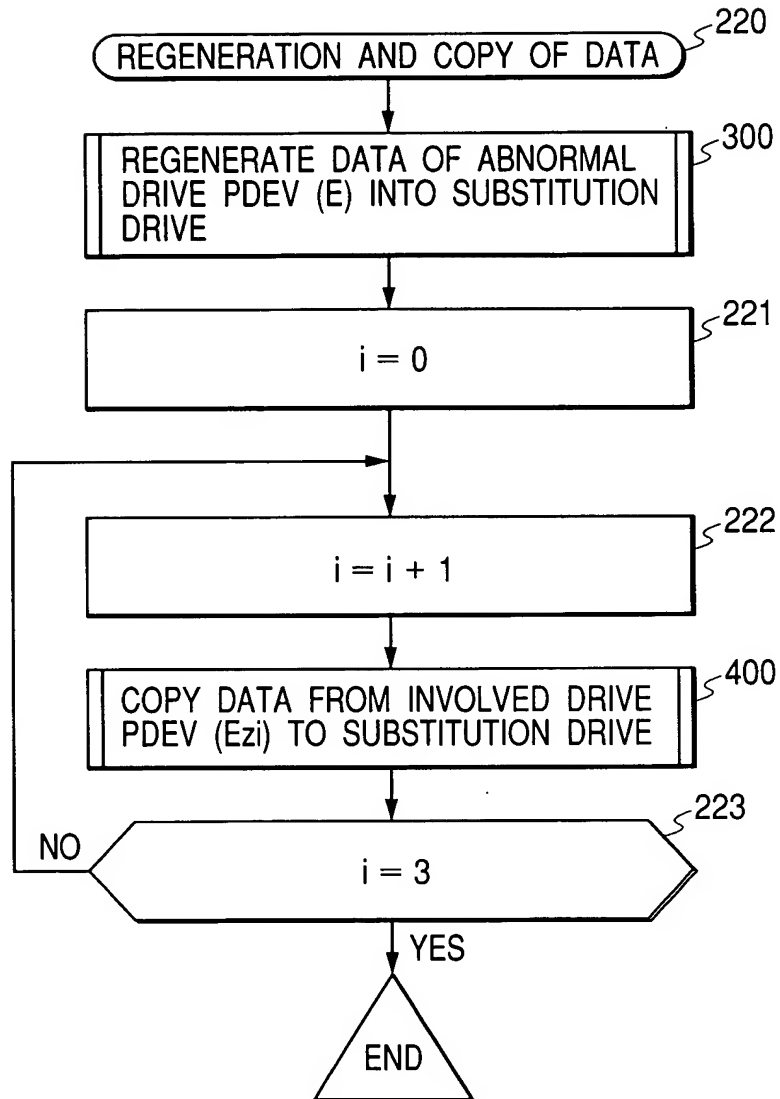 220
REGENERATION AND COPY OF DATA
300
REGENERATE DATA OF ABNORMAL
DRIVE PDEV (E) INTO SUBSTITUTION
DRIVE
221
i = 0
222
i = i + 1
400
COPY DATA FROM INVOLVED DRIVE
PDEV (Ezi) TO SUBSTITUTION DRIVE
223
NO
i = 3
YES
END